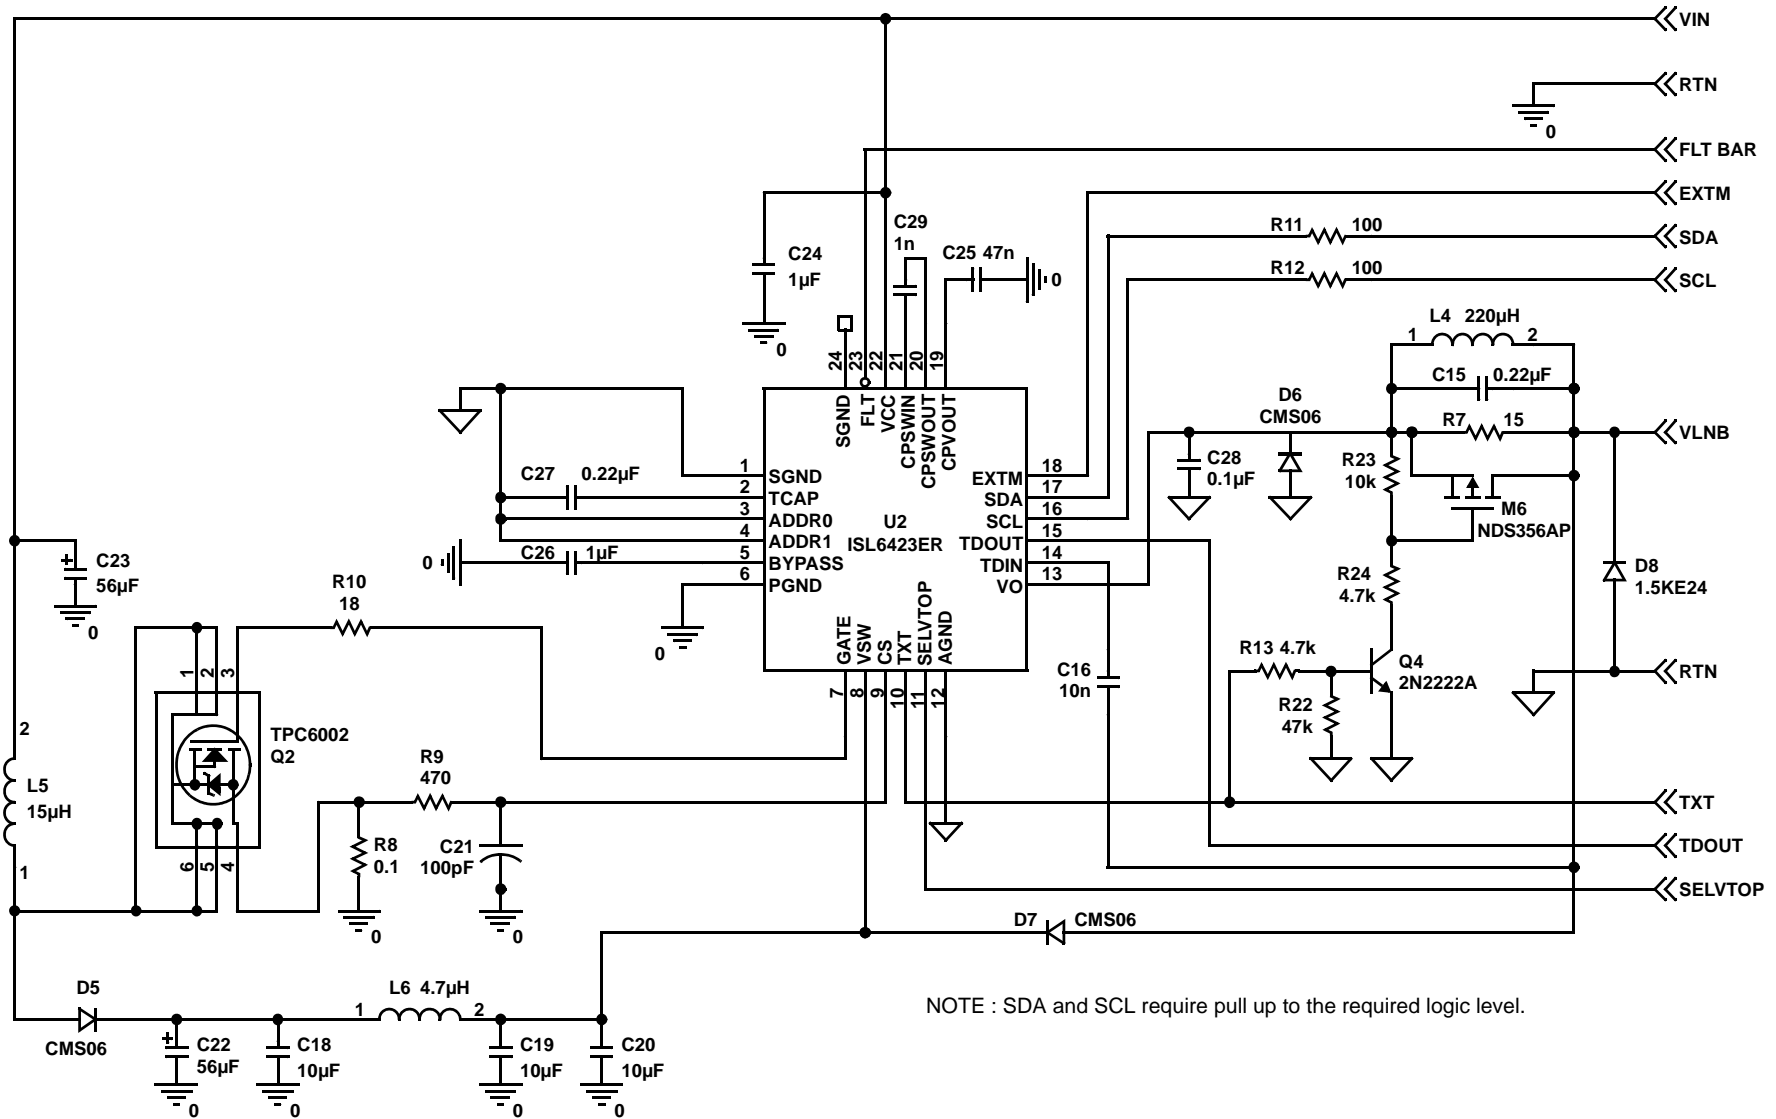 VIN
RTN
0
FLT BAR
EXTM
C29
1n
R11 100
SDA
C24
1µF
C25 47n
0
R12 100
SCL
0
L4 220µH
1 2
24 23 22 21 20 19
SGND FLT VCC CPSWIN CPSWOUT CPVOUT
C15 0.22µF
D6
CMS06
R7 15
VLNB
C27 0.22µF
1 SGND
2 TCAP
3 ADDR0
4 ADDR1
5 BYPASS
6 PGND
0 C26 1µF
0
U2
ISL6423ER
EXTM 18
SDA 17
SCL 16
TDOUT 15
TDIN 14
VO 13
C28
0.1µF
R23
10k
M6
NDS356AP
C23
56µF
0
R10
18
R24
4.7k
D8
1.5KE24
GATE VSW CS TXT SELVTOP AGND
7 8 9 10 11 12
1 2 3
C16
10n
R13 4.7k
Q4
2N2222A
RTN
R22
47k
2
L5
15µH
1
TPC6002
Q2
6 5 4
R9
470
R8
0.1
0
C21
100pF
0
TXT
TDOUT
SELVTOP
D7 CMS06
D5
CMS06
L6 4.7µH
1 2
C22
56µF
0
C18
10µF
0
C19
10µF
0
C20
10µF
0
NOTE : SDA and SCL require pull up to the required logic level.